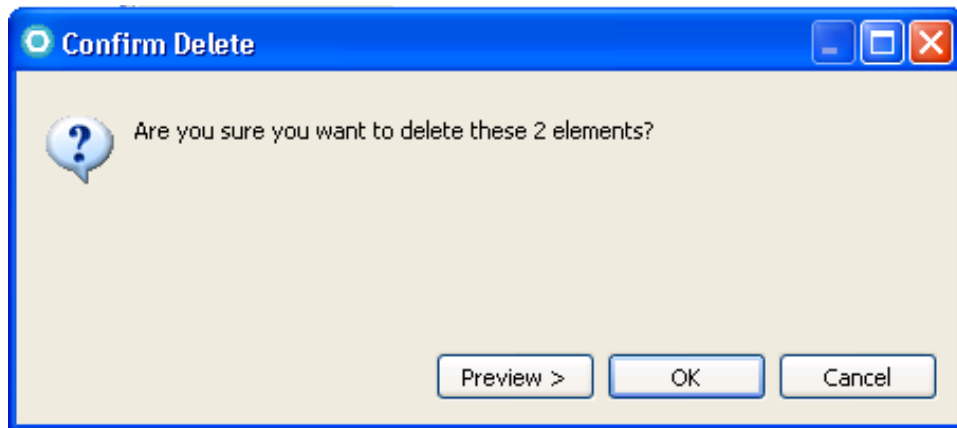 Confirm Delete
Are you sure you want to delete these 2 elements?
Preview >
OK
Cancel